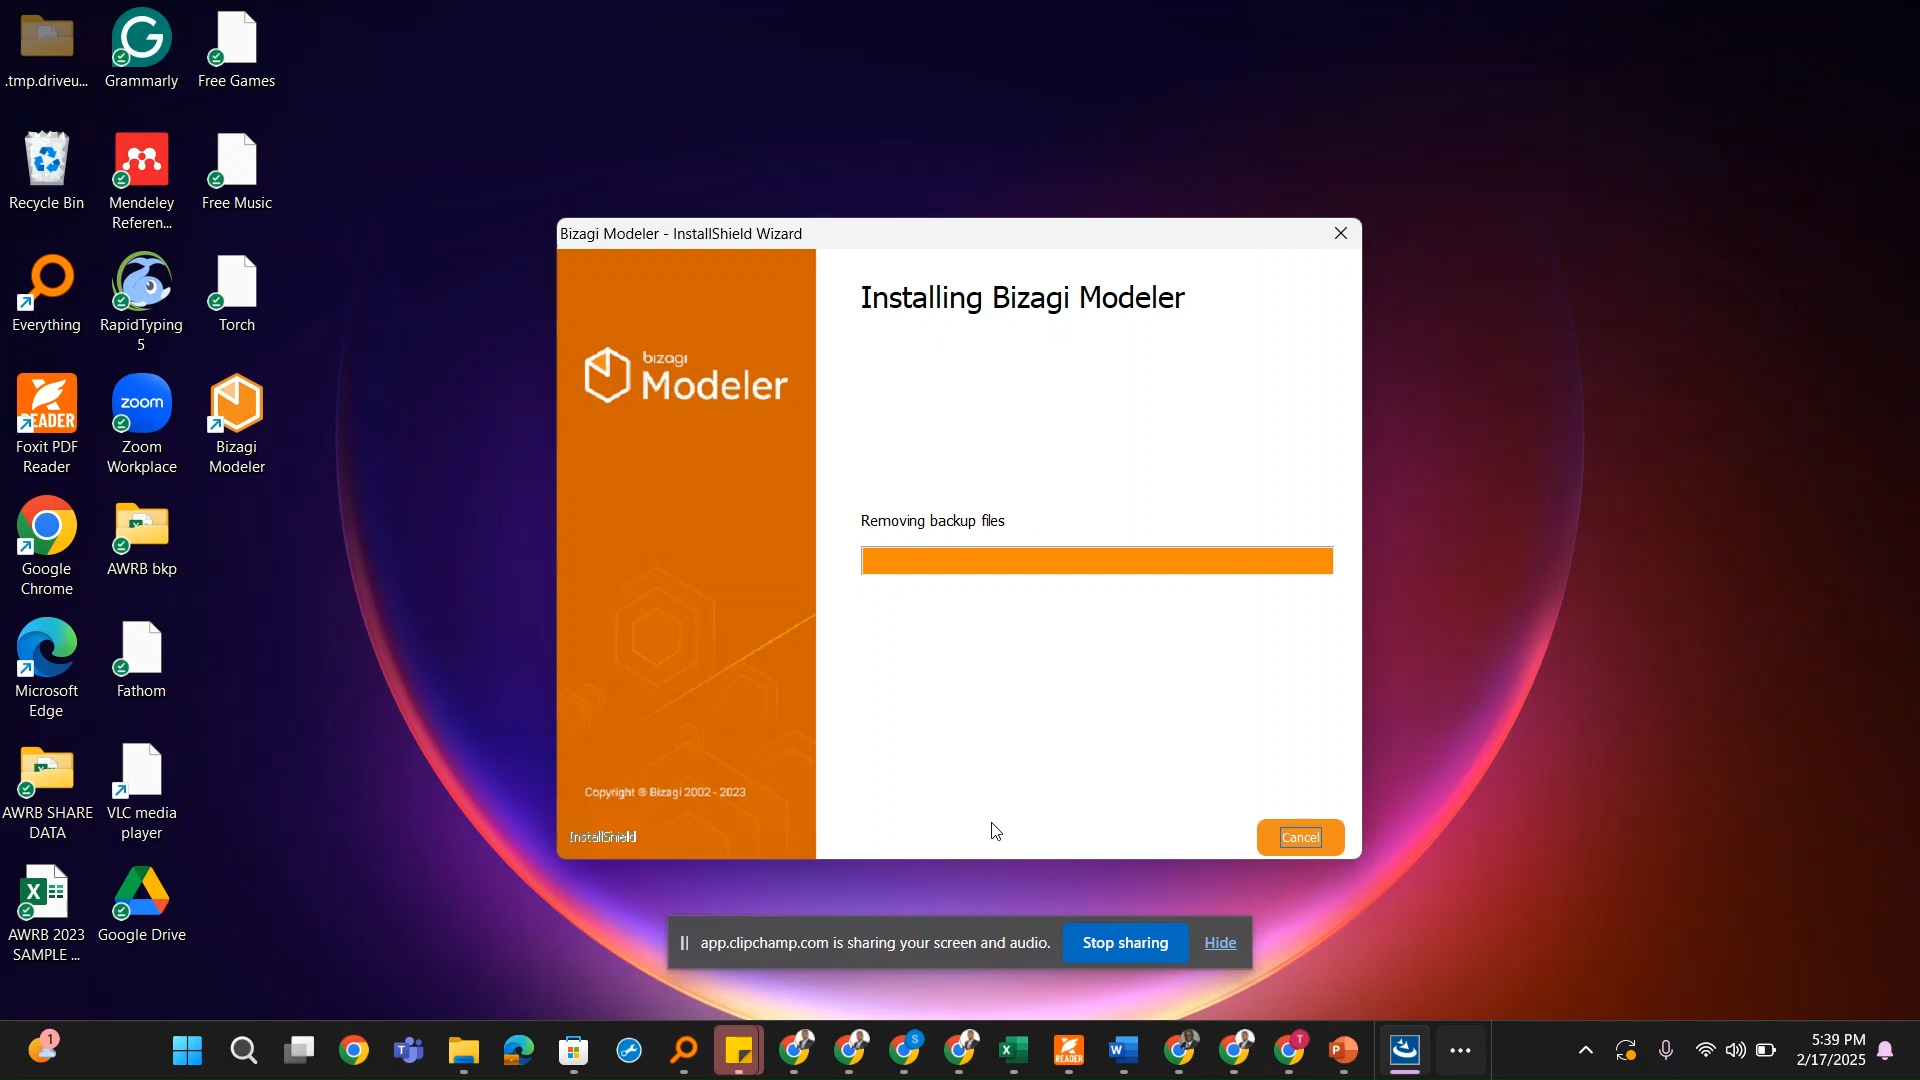 .tmp.driveu...
Grammarly
Free Games
Recycle Bin
Mendeley
Referen...
Free Music
Everything
RapidTyping
5
Torch
READER
Foxit PDF
Reader
zoom
Zoom
Workplace
Bizagi
Modeler
Google
Chrome
AWRB bkp
Microsoft
Edge
Fathom
AWRB SHARE
DATA
VLC media
player
AWRB 2023
SAMPLE ...
Google Drive
Bizagi Modeler - InstallShield Wizard
bizagi
Modeler
Copyright ® Bizagi 2002 - 2023
InstallShield
Installing Bizagi Modeler
Removing backup files
Cancel
app.clipchamp.com is sharing your screen and audio.
Stop sharing
Hide
1
S
T
READER
5:39 PM
2/17/2025